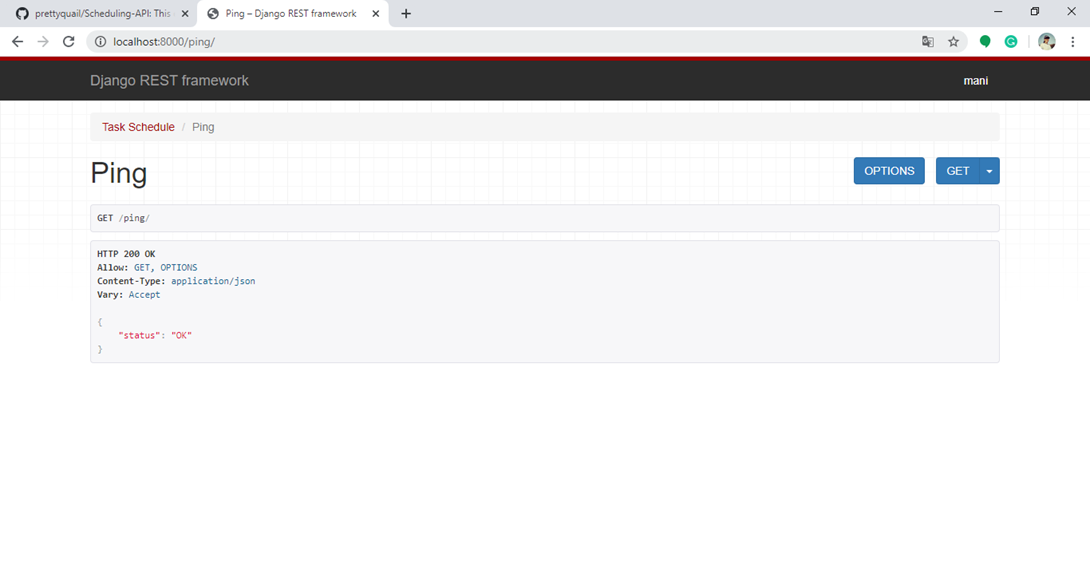 prettyquail/Scheduling-API: This
Ping – Django REST framework
localhost:8000/ping/
Django REST framework
mani
Task Schedule / Ping
Ping
OPTIONS
GET
GET /ping/
HTTP 200 OK
Allow: GET, OPTIONS
Content-Type: application/json
Vary: Accept
{
    "status": "OK"
}